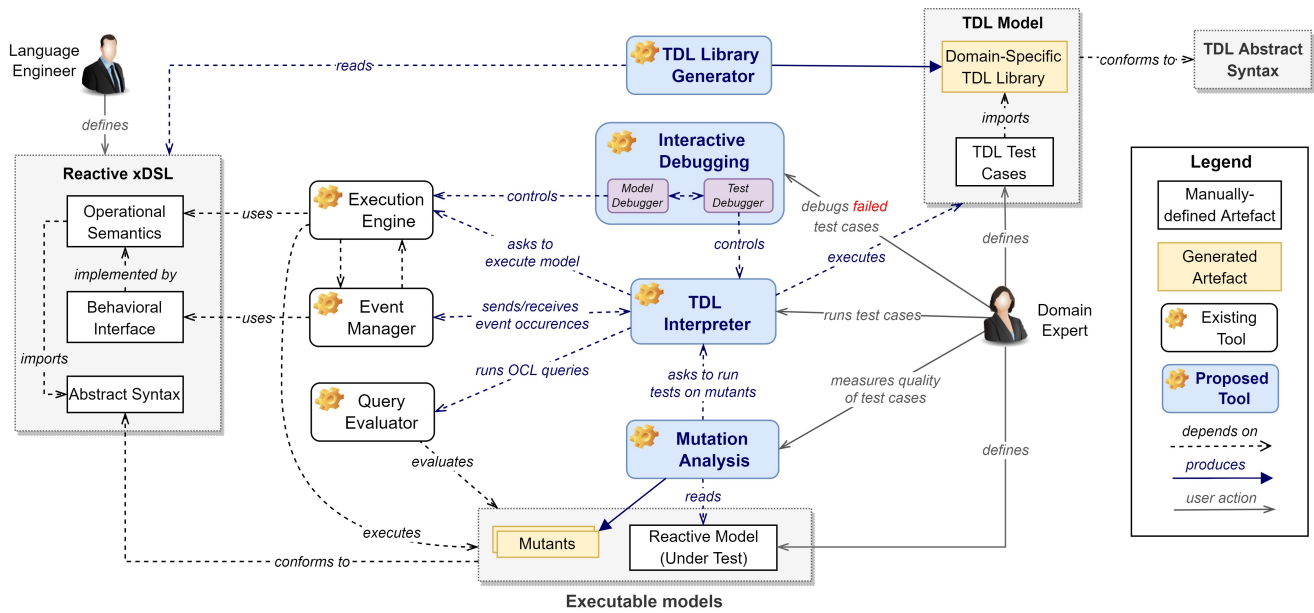 Language
Engineer
defines
reads
TDL Library
Generator
TDL Model
Domain-Specific
TDL Library
imports
TDL Test
Cases
conforms to
TDL Abstract
Syntax
Reactive xDSL
Operational
Semantics
implemented by
Behavioral
Interface
imports
Abstract Syntax
uses
uses
Execution
Engine
Event
Manager
Query
Evaluator
controls
Interactive
Debugging
Model
Debugger
Test
Debugger
controls
asks to
execute model
sends/receives
event occurences
runs OCL queries
TDL
Interpreter
executes
debugs failed
test cases
defines
runs test cases
Domain
Expert
measures quality
of test cases
asks to run
tests on mutants
Mutation
Analysis
evaluates
reads
defines
executes
conforms to
Mutants
Reactive Model
(Under Test)
Executable models
Legend
Manually-
defined Artefact
Generated
Artefact
Existing
Tool
Proposed
Tool
depends on
produces
user action